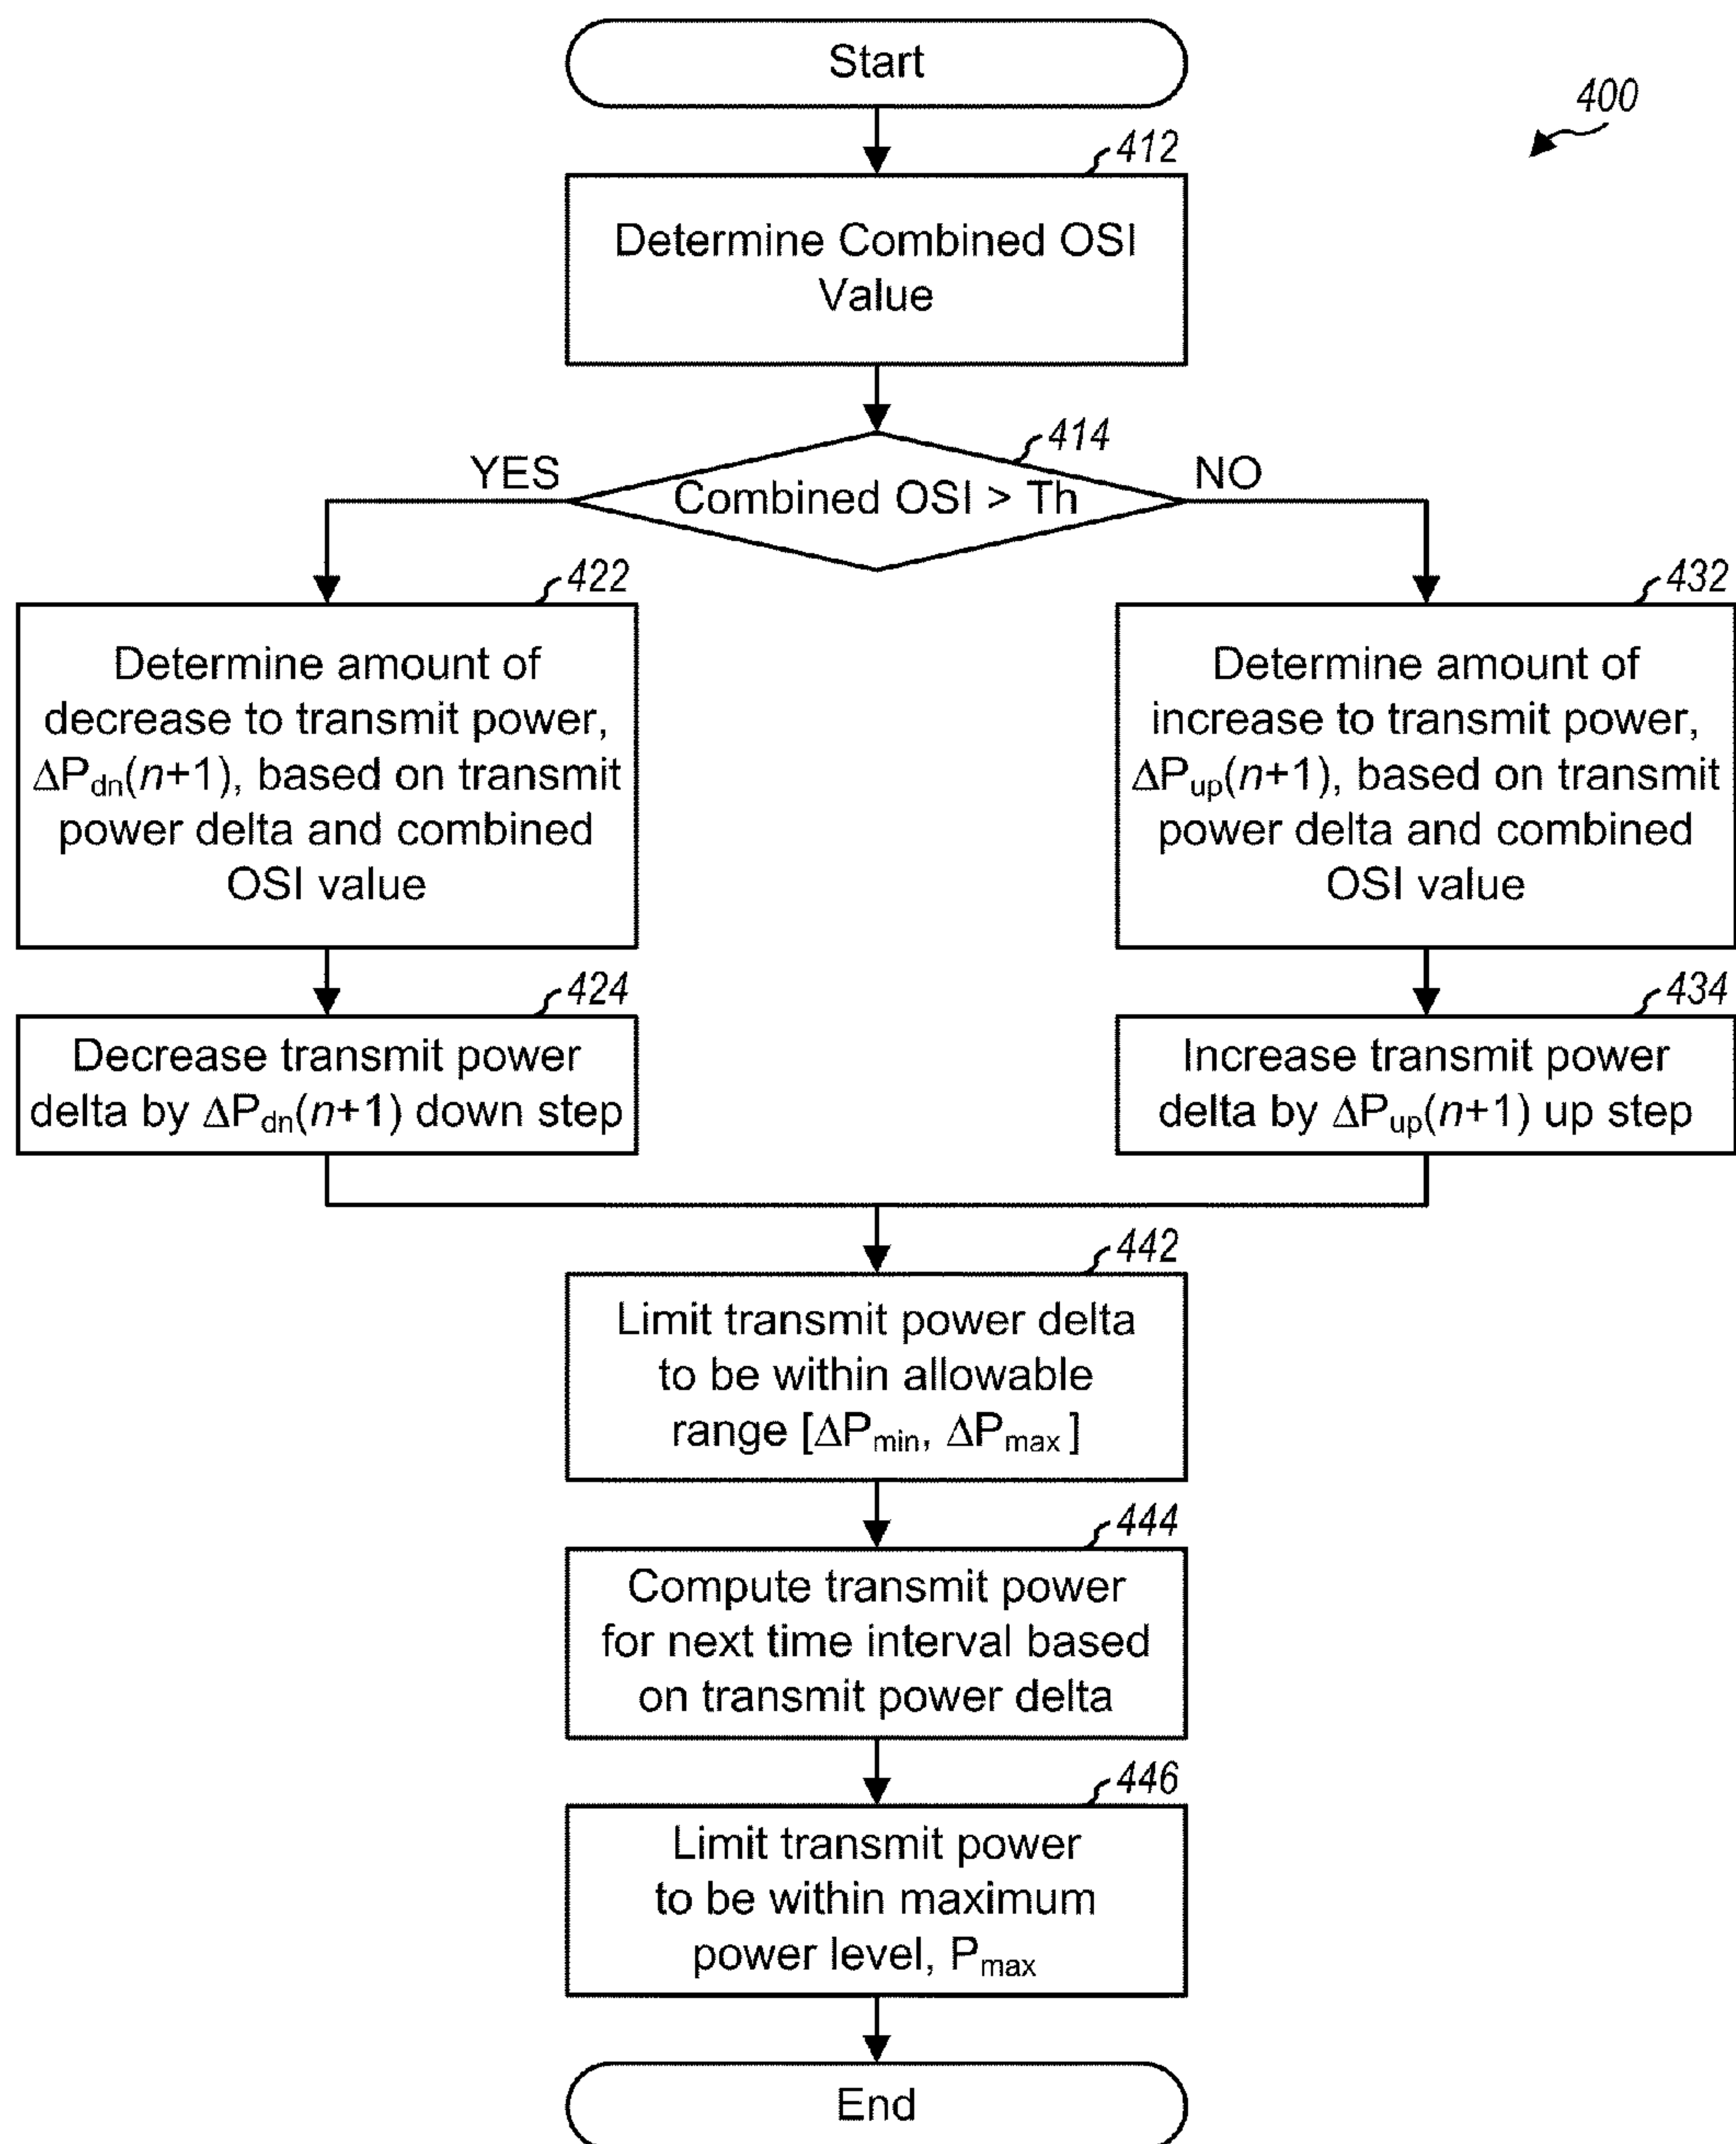 Start
400
412
Determine Combined OSI
Value
414
YES
Combined OSI > Th
NO
422
Determine amount of
decrease to transmit power,
ΔPdn(n+1), based on transmit
power delta and combined
OSI value
432
Determine amount of
increase to transmit power,
ΔPup(n+1), based on transmit
power delta and combined
OSI value
424
Decrease transmit power
delta by ΔPdn(n+1) down step
434
Increase transmit power
delta by ΔPup(n+1) up step
442
Limit transmit power delta
to be within allowable
range [ΔPmin, ΔPmax]
444
Compute transmit power
for next time interval based
on transmit power delta
446
Limit transmit power
to be within maximum
power level, Pmax
End